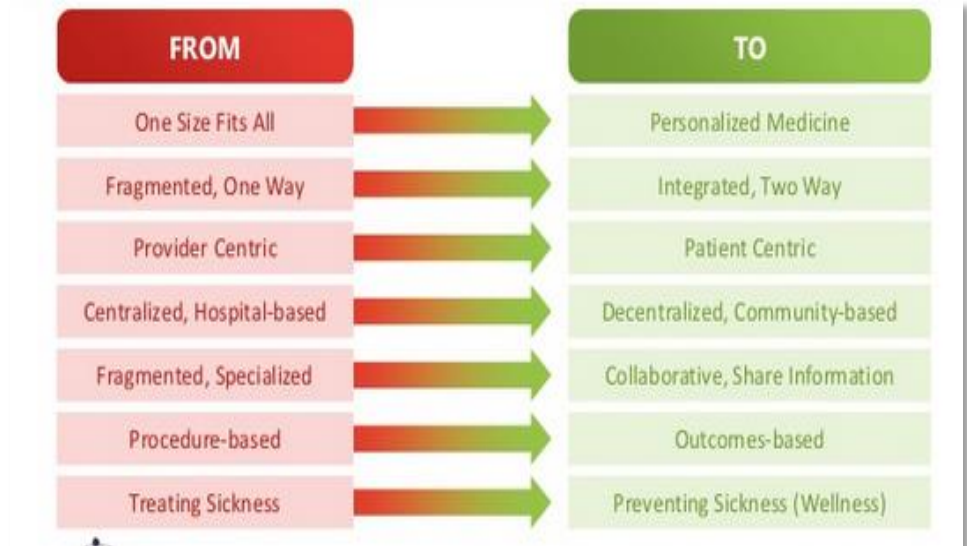 FROM TO
One Size Fits All Personalized Medicine
Fragmented, One Way Integrated, Two Way
Provider Centric Patient Centric
Centralized, Hospital-based Decentralized, Community-based
Fragmented, Specialized Collaborative, Share Information
Procedure-based Outcomes-based
Treating Sickness Preventing Sickness (Wellness)